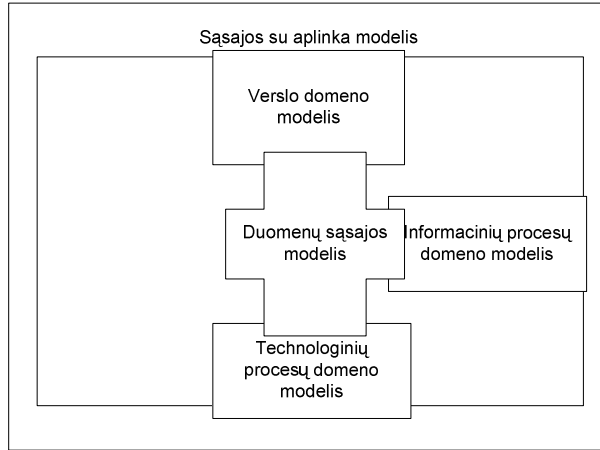 Sąsajos su aplinka modelis
Verslo domeno
modelis
Duomenų sąsajos
modelis
Informacinių procesų
domeno modelis
Technologinių
procesų domeno
modelis